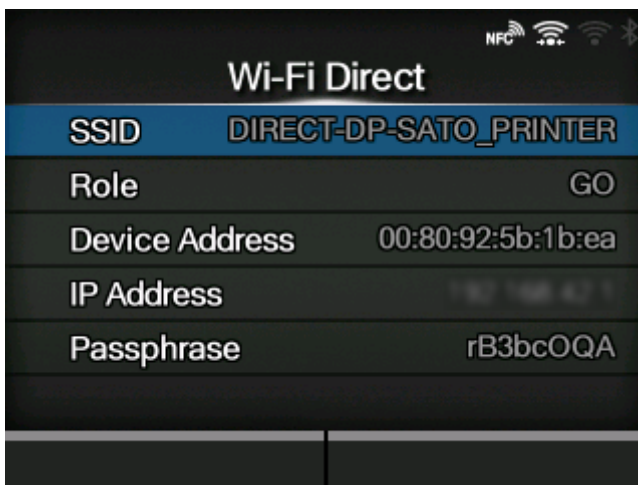 NFC
Wi-Fi Direct
SSID DIRECT-DP-SATO_PRINTER
Role GO
Device Address 00:80:92:5b:1b:ea
IP Address
Passphrase rB3bcOQA